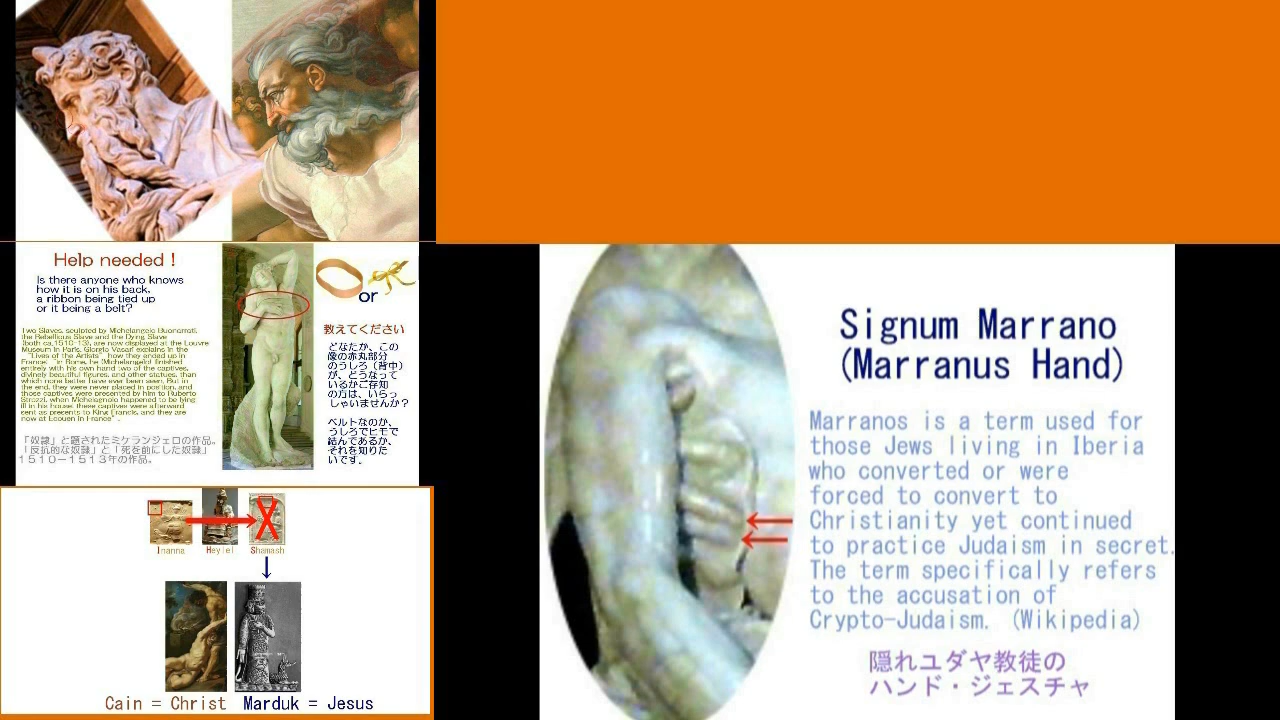 Help needed !
Is there anyone who knows
how it is on his back,
a ribbon being tied up
or it being a belt?
or
Two Slaves, sculpted by Michelangelo Buonarroti,
the Rebellious Slave and the Dying Slave
(both ca.1510-13), are now displayed at the Louvre
Museum in Paris. Giorgio Vasari explains in the
"Lives of the Artists" how they ended up in
France: "in Rome, he (Michelangelo) finished
entirely with his own hand two of the captives,
divinely beautiful figures, and other statues, than
which none better have ever been seen. But in
the end, they were never placed in position, and
those captives were presented by him to Ruberto
Strozzi, when Michelagnolo happened to be lying
ill in his house; these captives were afterward
sent as presents to King Francis, and they are
now at Ecouen in France".
「奴隷」と題されたミケランジェロの作品。
「反抗的な奴隷」と「死を前にした奴隷」
1510-1513年の作品。
教えてください
どなたか、この
像の赤丸部分
のうしろ（背中）
が、どうなって
いるかご存知
の方は、いらっ
しゃいませんか？
ベルトなのか、
うしろでヒモで
結んであるか、
それを知りた
いです。
Inanna
Heylel
Shamash
Cain = Christ
Marduk = Jesus
Signum Marrano
(Marranus Hand)
Marranos is a term used for
those Jews living in Iberia
who converted or were
forced to convert to
Christianity yet continued
to practice Judaism in secret.
The term specifically refers
to the accusation of
Crypto-Judaism. (Wikipedia)
隠れユダヤ教徒の
ハンド・ジェスチャ